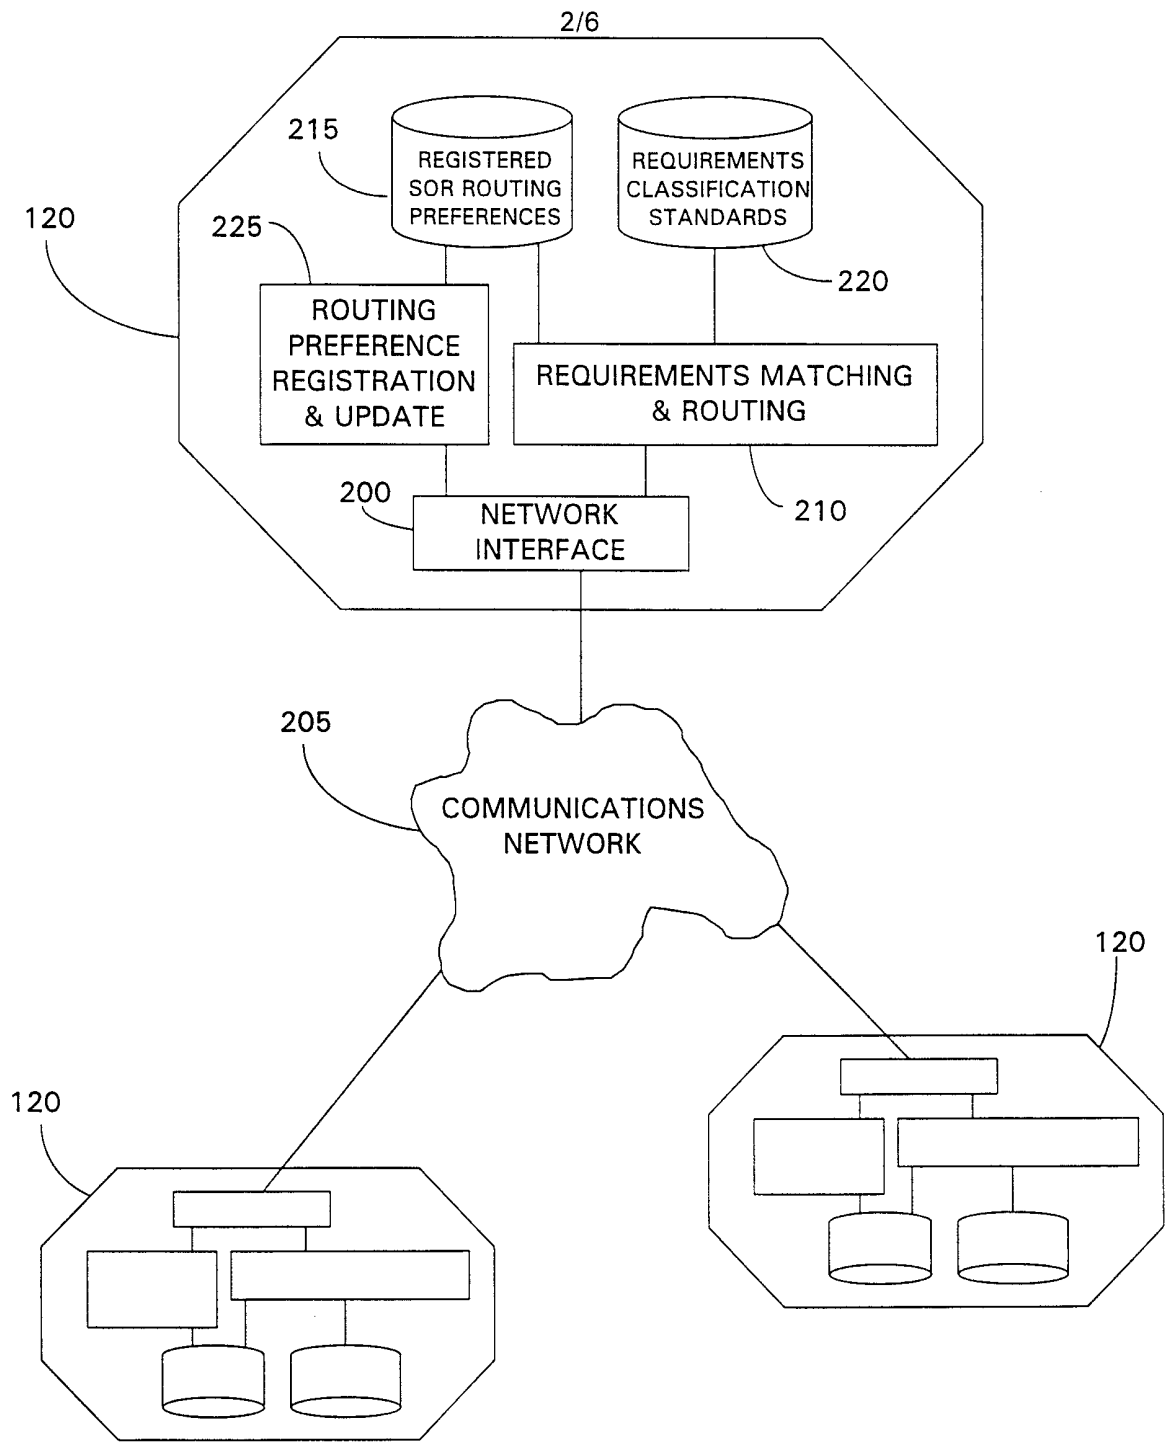 2/6
215
REGISTERED
SOR ROUTING
PREFERENCES
REQUIREMENTS
CLASSIFICATION
STANDARDS
120
225
220
ROUTING
PREFERENCE
REGISTRATION
& UPDATE
REQUIREMENTS MATCHING
& ROUTING
200
210
NETWORK
INTERFACE
205
COMMUNICATIONS
NETWORK
120
120